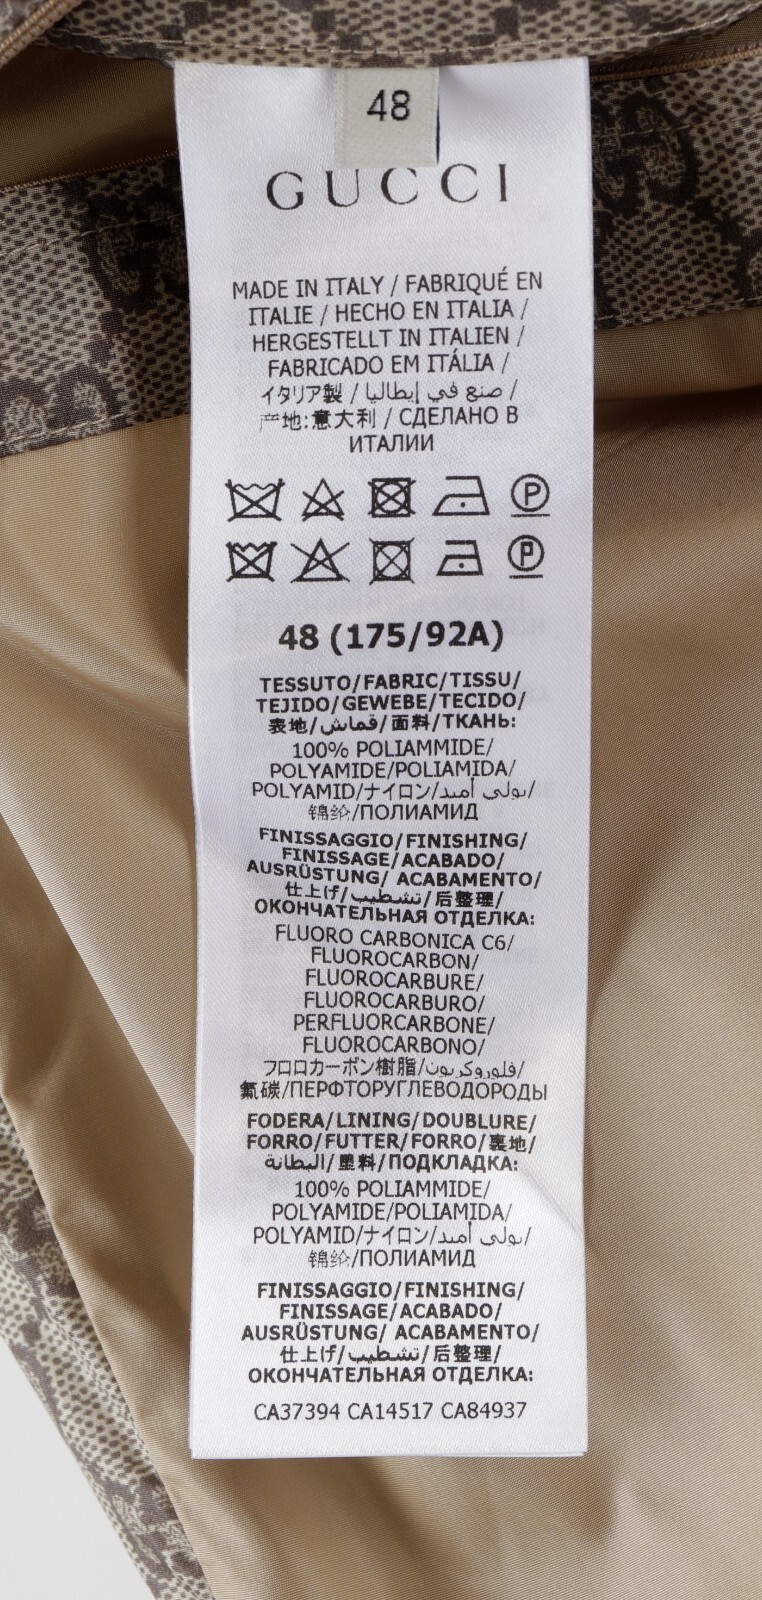 48
GUCCI
MADE IN ITALY / FABRIQUÉ EN
ITALIE / HECHO EN ITALIA /
HERGESTELLT IN ITALIEN /
FABRICADO EM ITÁLIA /
イタリア製 / صنع في إيطاليا /
产地:意大利 / СДЕЛАНО В
ИТАЛИИ
P
P
48 (175/92A)
TESSUTO/FABRIC/TISSU/
TEJIDO/GEWEBE/TECIDO/
表地/قماش/面料/ТКАНЬ:
100% POLIAMMIDE/
POLYAMIDE/POLIAMIDA/
POLYAMID/ナイロン/بولي أميد/
锦纶/ПОЛИАМИД
FINISSAGGIO/FINISHING/
FINISSAGE/ACABADO/
AUSRÜSTUNG/ ACABAMENTO/
仕上げ/تشطيب/后整理/
ОКОНЧАТЕЛЬНАЯ ОТДЕЛКА:
FLUORO CARBONICA C6/
FLUOROCARBON/
FLUOROCARBURE/
FLUOROCARBURO/
PERFLUORCARBONE/
FLUOROCARBONO/
フロロカーボン樹脂/فلوروكربون/
氟碳/ПЕРФТОРУГЛЕВОДОРОДЫ
FODERA/LINING/DOUBLURE/
FORRO/FUTTER/FORRO/裏地/
البطانة/里料/ПОДКЛАДКА:
100% POLIAMMIDE/
POLYAMIDE/POLIAMIDA/
POLYAMID/ナイロン/بولي أميد/
锦纶/ПОЛИАМИД
FINISSAGGIO/FINISHING/
FINISSAGE/ACABADO/
AUSRÜSTUNG/ ACABAMENTO/
仕上げ/تشطيب/后整理/
ОКОНЧАТЕЛЬНАЯ ОТДЕЛКА:
CA37394 CA14517 CA84937